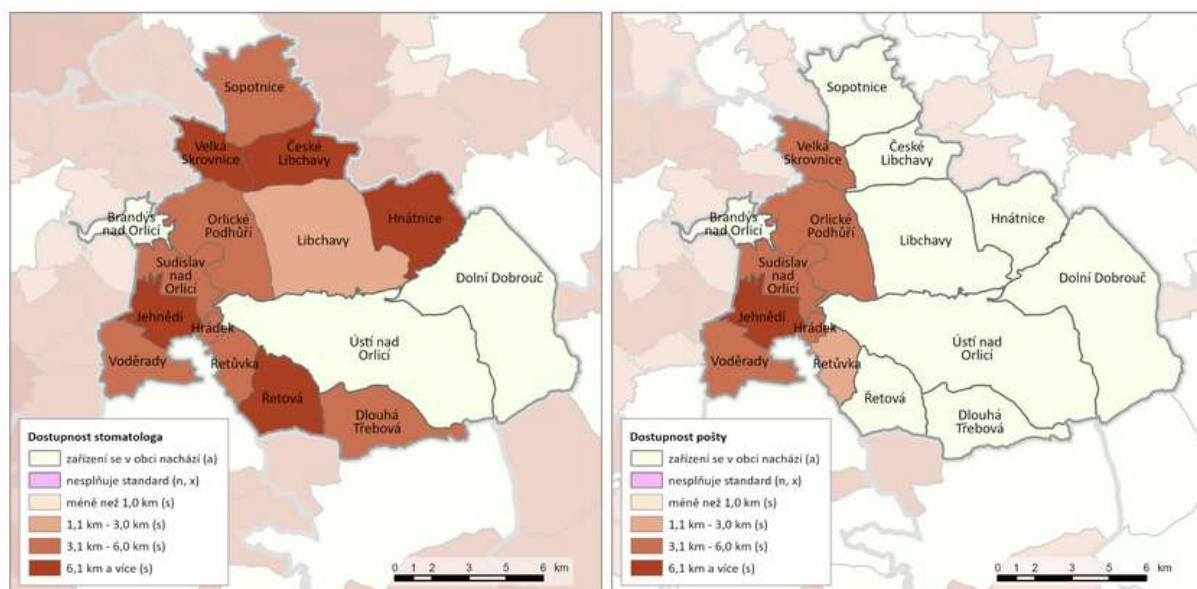 Sopotnice
Velká
Skrovnice
České
Libchavy
Brandýs
nad Orlicí
Orlické
Podhůří
Libchavy
Hnátnice
Sudislav
nad
Orlicí
Dolní Dobrouč
Jehnědí
Hrádek
Ústí nad
Orlicí
Voděrady
Řetůvka
Řetová
Dlouhá
Třebová
Dostupnost stomatologa
zařízení se v obci nachází (a)
nesplňuje standard (n, x)
méně než 1,0 km (s)
1,1 km - 3,0 km (s)
3,1 km - 6,0 km (s)
6,1 km a více (s)
0 1 2 4 6 km
Sopotnice
Velká
Skrovnice
České
Libchavy
Brandýs
nad Orlicí
Orlické
Podhůří
Libchavy
Hnátnice
Sudislav
nad
Orlicí
Dolní Dobrouč
Jehnědí
Hrádek
Ústí nad
Orlicí
Voděrady
Řetůvka
Řetová
Dlouhá
Třebová
Dostupnost pošty
zařízení se v obci nachází (a)
nesplňuje standard (n, x)
méně než 1,0 km (s)
1,1 km - 3,0 km (s)
3,1 km - 6,0 km (s)
6,1 km a více (s)
0 1 2 4 6 km